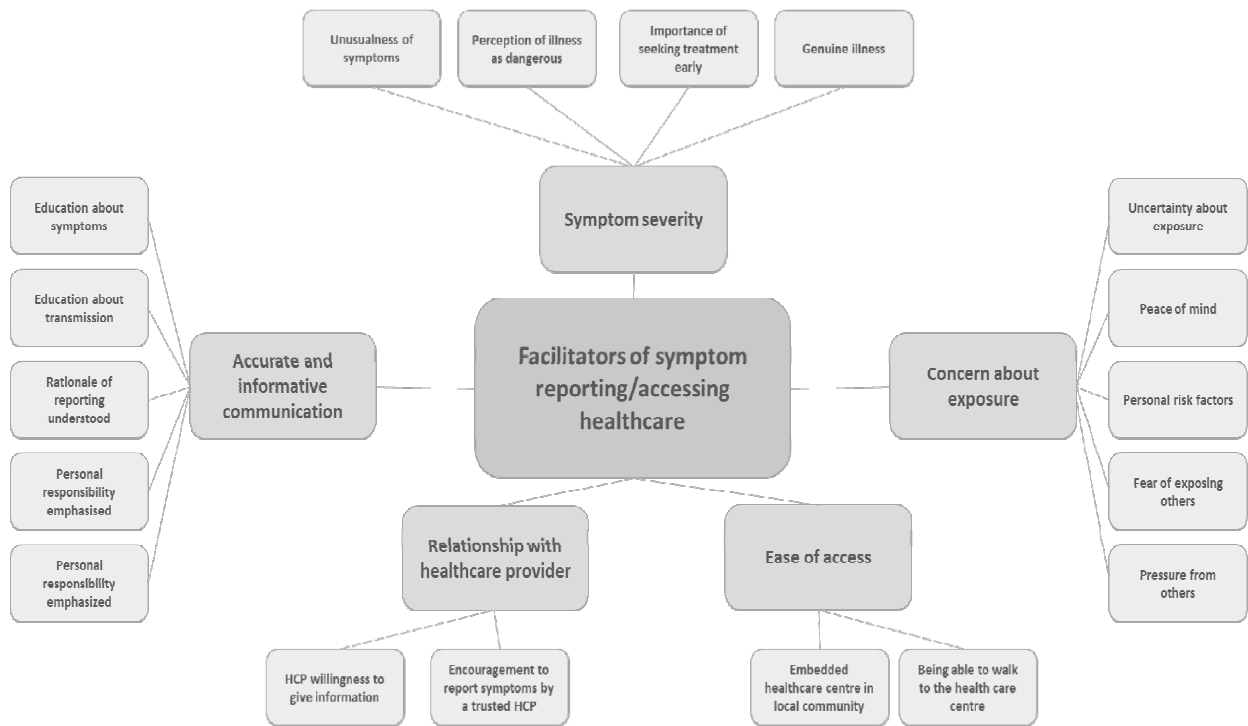 Unusualness of
symptoms
Perception of illness
as dangerous
Importance of
seeking treatment
early
Genuine illness
Symptom severity
Education about
symptoms
Education about
transmission
Rationale of
reporting
understood
Personal
responsibility
emphasised
Personal
responsibility
emphasized
Accurate and
informative
communication
Facilitators of symptom
reporting/accessing
healthcare
Concern about
exposure
Uncertainty about
exposure
Peace of mind
Personal risk factors
Fear of exposing
others
Pressure from
others
Relationship with
healthcare provider
Ease of access
HCP willingness to
give information
Encouragement to
report symptoms by
a trusted HCP
Embedded
healthcare centre in
local community
Being able to walk
to the health care
centre